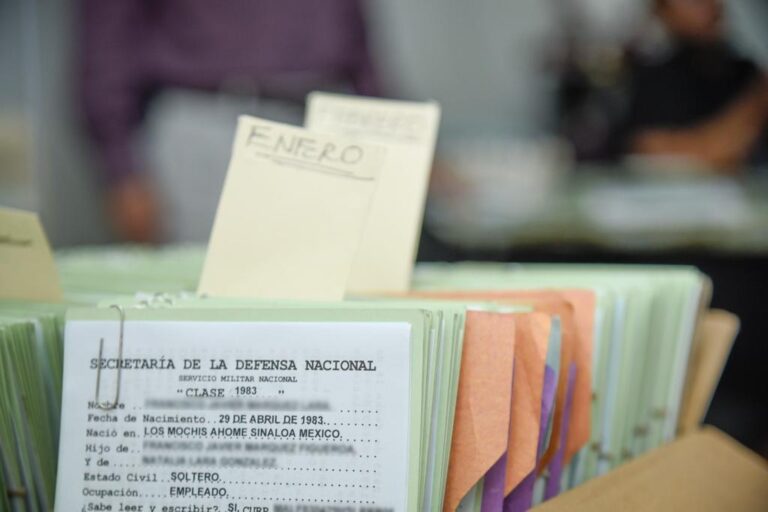 ENERO
SECRETARÍA DE LA DEFENSA NACIONAL
SERVICIO MILITAR NACIONAL
"CLASE 1983
Nombre
Fecha de Nacimiento..29 DE ABRIL DE 1983.
Nació en..LOS MOCHIS AHOME SINALOA MEXICO.
Hijo de
Y de
Estado Civil..SOLTERO.
Ocupación.....EMPLEADO,
¿Sabe leer y escribir? SI, CURP